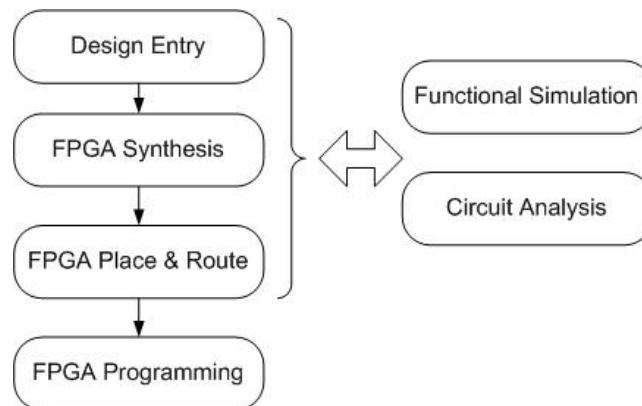 Design Entry
FPGA Synthesis
FPGA Place & Route
FPGA Programming
Functional Simulation
Circuit Analysis